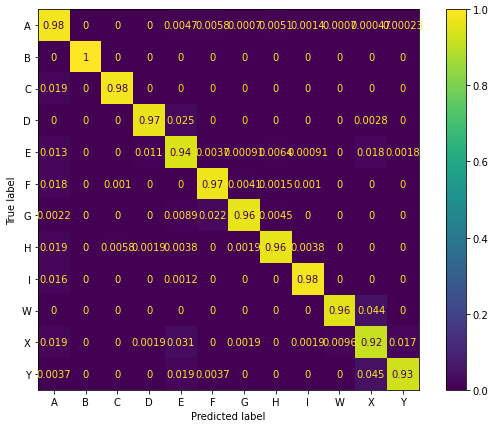 A 0.98 0 0 0 0.0047 0.0058 0.0007 0.0051 0.0014 0.0007 0.00047 0.00023
B 0 1 0 0 0 0 0 0 0 0 0 0
C 0.019 0 0.98 0 0 0 0 0 0 0 0 0
D 0 0 0 0.97 0.025 0 0 0 0 0 0.0028 0
E 0.013 0 0 0.011 0.94 0.0037 0.00091 0.0064 0.00091 0 0.018 0.0018
F 0.018 0 0.001 0 0 0.97 0.0041 0.0015 0.001 0 0 0
G 0.0022 0 0 0 0.0089 0.022 0.96 0.0045 0 0 0 0
H 0.019 0 0.0058 0.0019 0.0038 0 0.0019 0.96 0.0038 0 0 0
I 0.016 0 0 0 0.0012 0 0 0 0.98 0 0 0
W 0 0 0 0 0 0 0 0 0 0.96 0.044 0
X 0.019 0 0 0.0019 0.031 0 0.0019 0 0.0019 0.0096 0.92 0.017
Y 0.0037 0 0 0 0.019 0.0037 0 0 0 0 0.045 0.93
A B C D E F G H I W X Y
Predicted label
True label
1.0
0.8
0.6
0.4
0.2
0.0